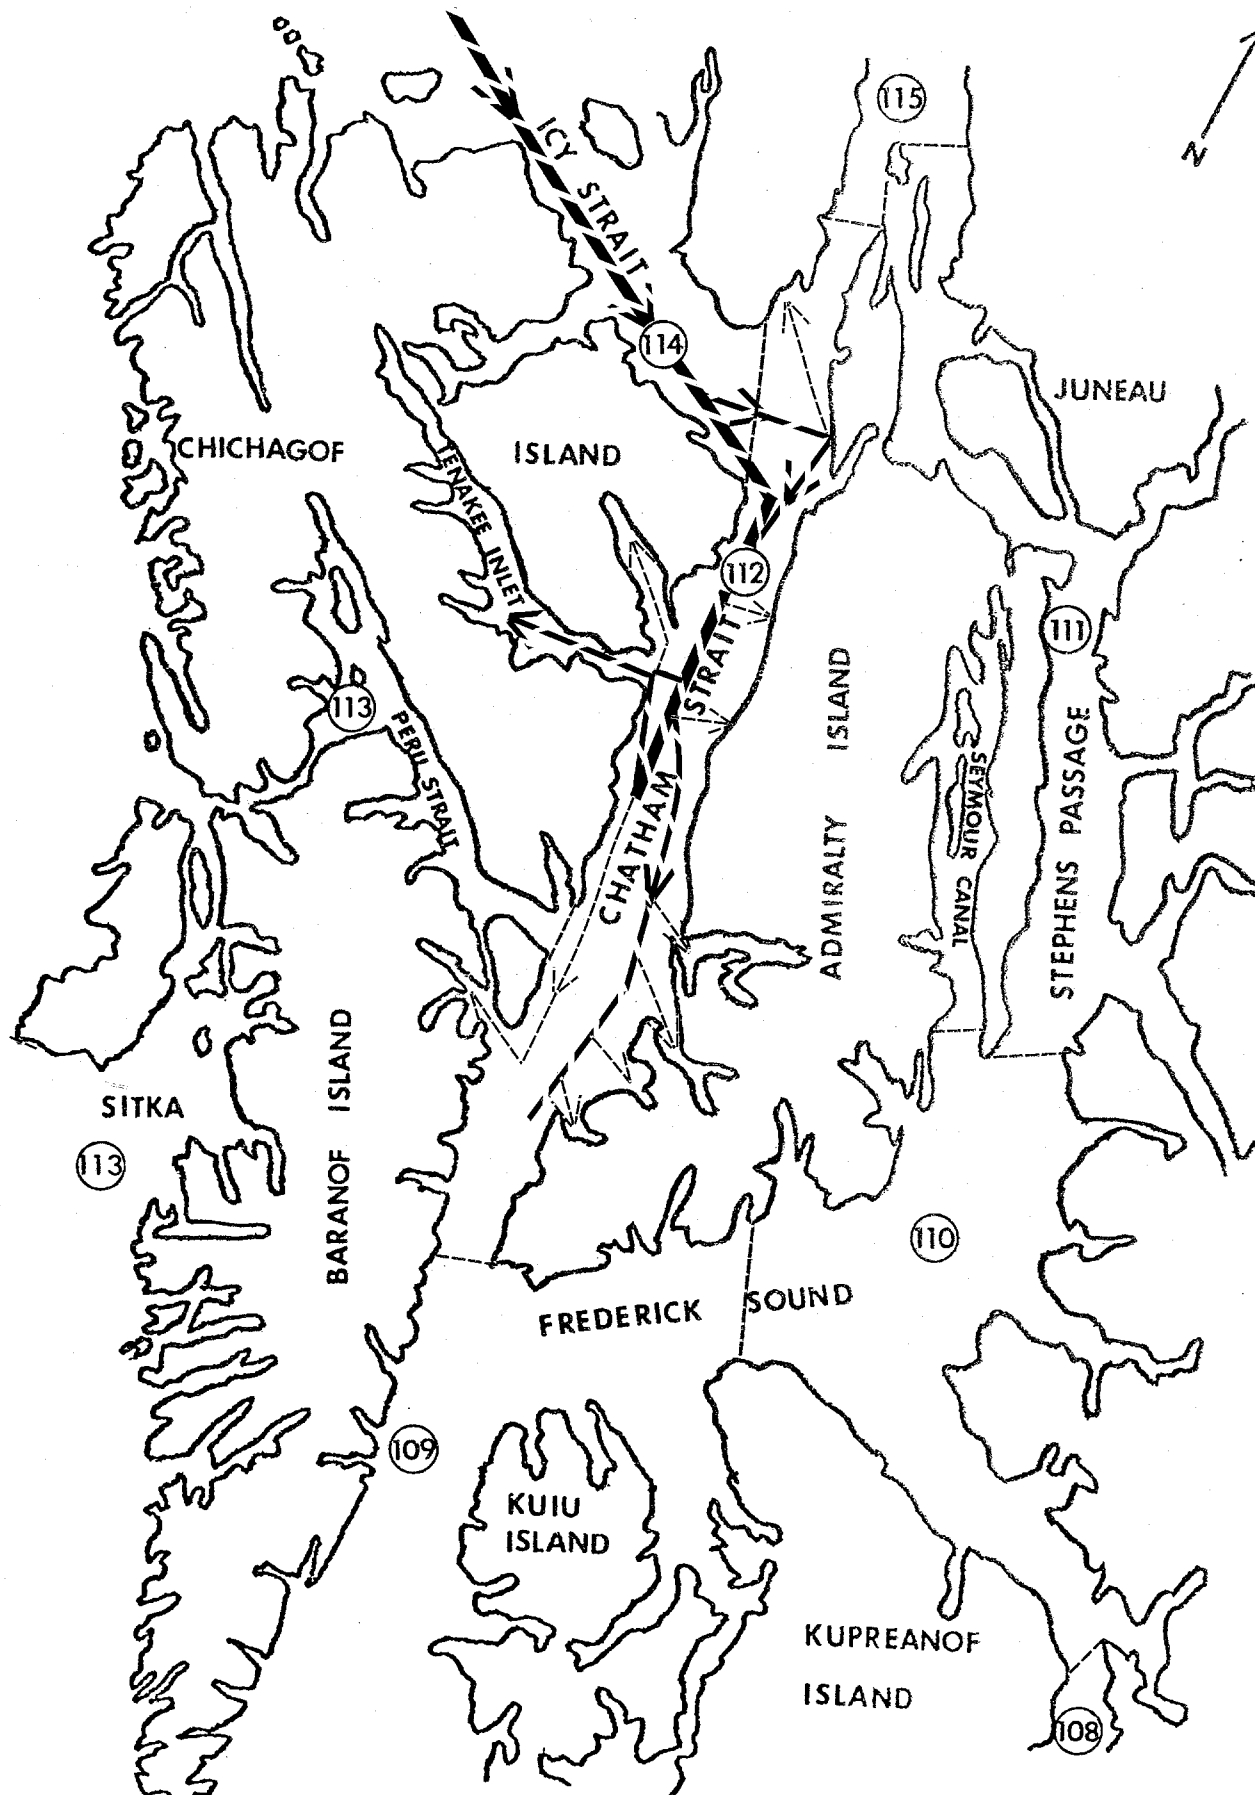 115
N
ICY STRAIT
114
JUNEAU
CHICHAGOF
ISLAND
TENAKEE INLET
112
STRAIT
111
113
PERIL STRAIT
CHATHAM
ADMIRALTY ISLAND
SEYMOUR CANAL
STEPHENS PASSAGE
SITKA
113
BARANOF ISLAND
110
FREDERICK SOUND
109
KUIU
ISLAND
KUPREANOF
ISLAND
108